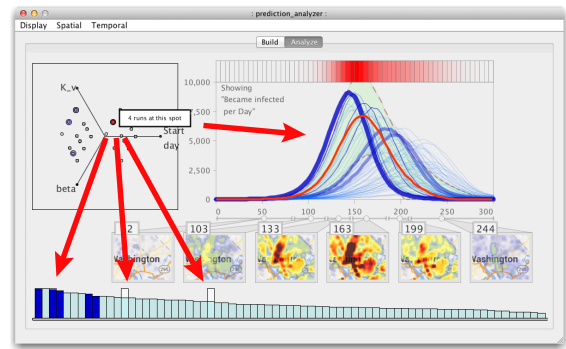 : prediction_analyzer :
Display Spatial Temporal
Build Analyze
K_v
4 runs at this spot
Start
day
beta
10,000
7,500
5,000
2,500
0
Showing
"Became infected
per Day"
0 50 100 150 200 250 300
2 103 133 163 199 244
Washington
Washington
Washington